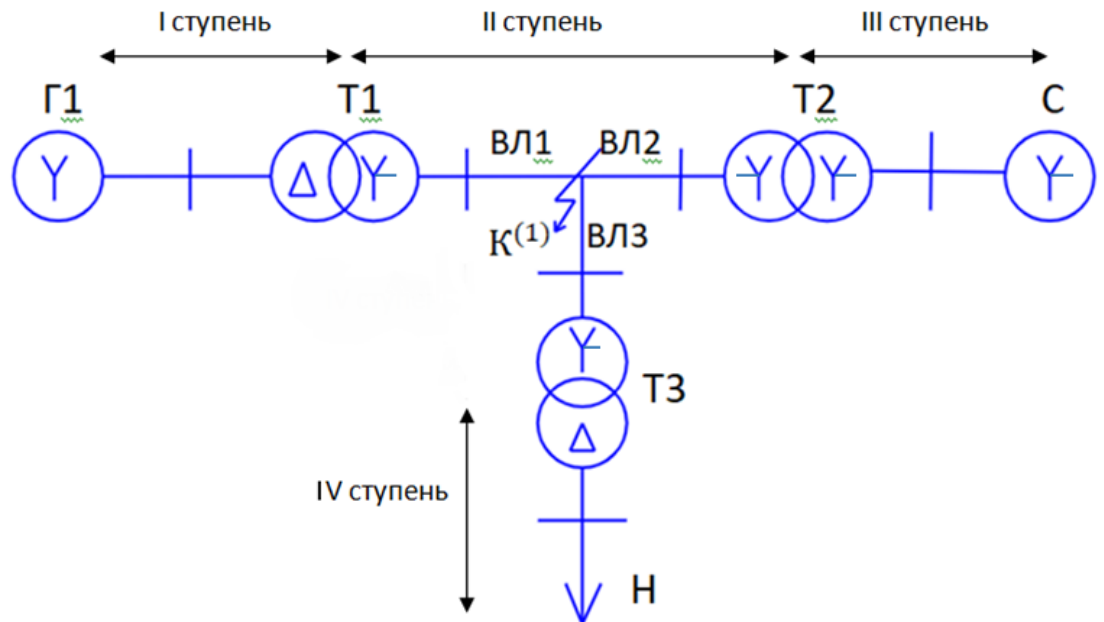 I ступень
II ступень
III ступень
Г1
Т1
Т2
С
ВЛ1
ВЛ2
Δ
K⁽¹⁾
ВЛ3
Т3
Δ
IV ступень
Н